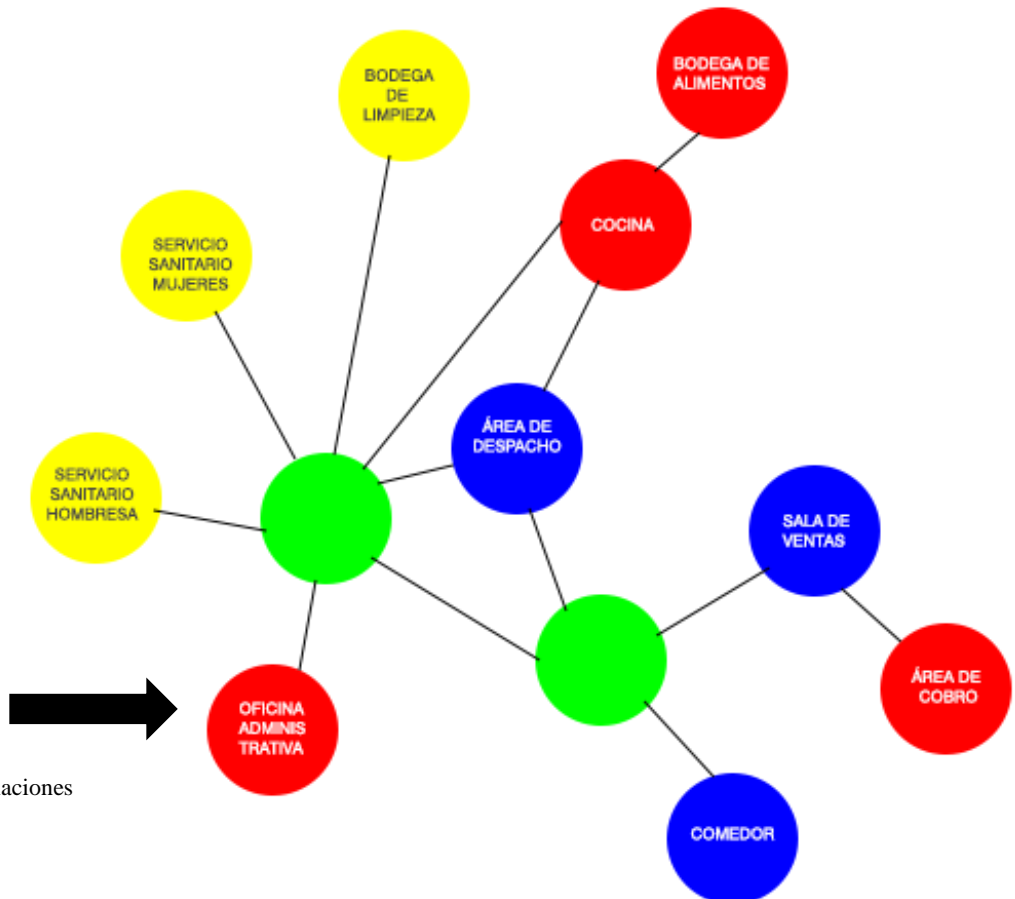 BODEGA DE
ALIMENTOS
BODEGA
DE
LIMPIEZA
COCINA
SERVICIO
SANITARIO
MUJERES
ÁREA DE
DESPACHO
SERVICIO
SANITARIO
HOMBRESA
SALA DE
VENTAS
ÁREA DE
COBRO
OFICINA
ADMINIS
TRATIVA
aciones
COMEDOR